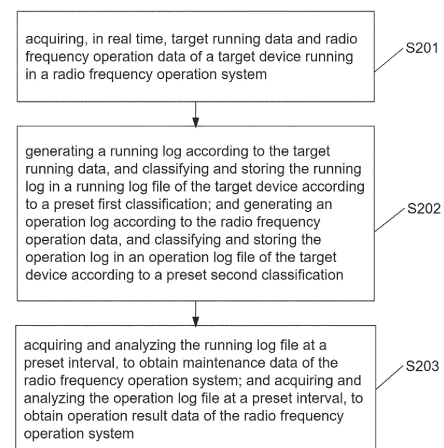 acquiring, in real time, target running data and radio
frequency operation data of a target device running
in a radio frequency operation system
S201
generating a running log according to the target
running data, and classifying and storing the running
log in a running log file of the target device according
to a preset first classification; and generating an
operation log according to the radio frequency
operation data, and classifying and storing the
operation log in an operation log file of the target
device according to a preset second classification
S202
acquiring and analyzing the running log file at a
preset interval, to obtain maintenance data of the
radio frequency operation system; and acquiring and
analyzing the operation log file at a preset interval, to
obtain operation result data of the radio frequency
operation system
S203